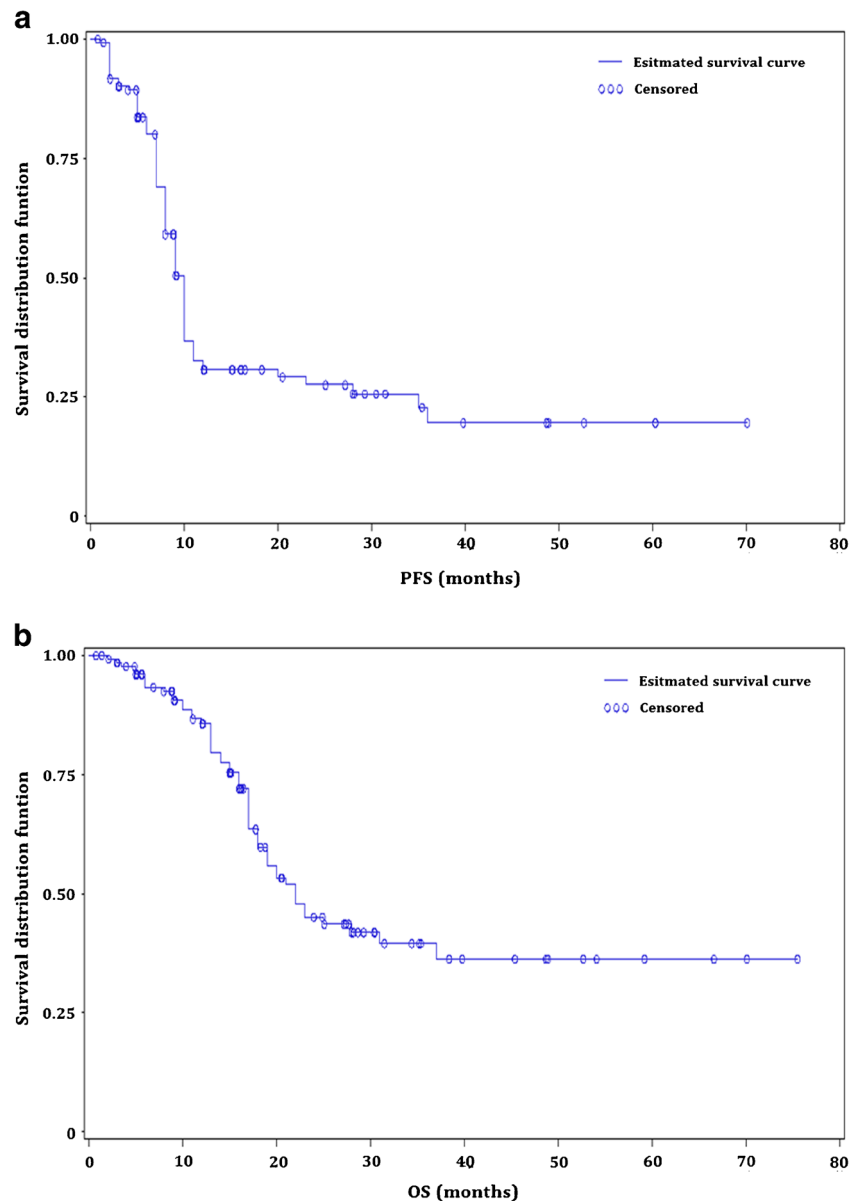 a
1.00
0.75
0.50
0.25
0
Survival distribution funtion
Esitmated survival curve
Censored
0 10 20 30 40 50 60 70 80
PFS (months)
b
1.00
0.75
0.50
0.25
0
Survival distribution funtion
Esitmated survival curve
Censored
0 10 20 30 40 50 60 70 80
OS (months)